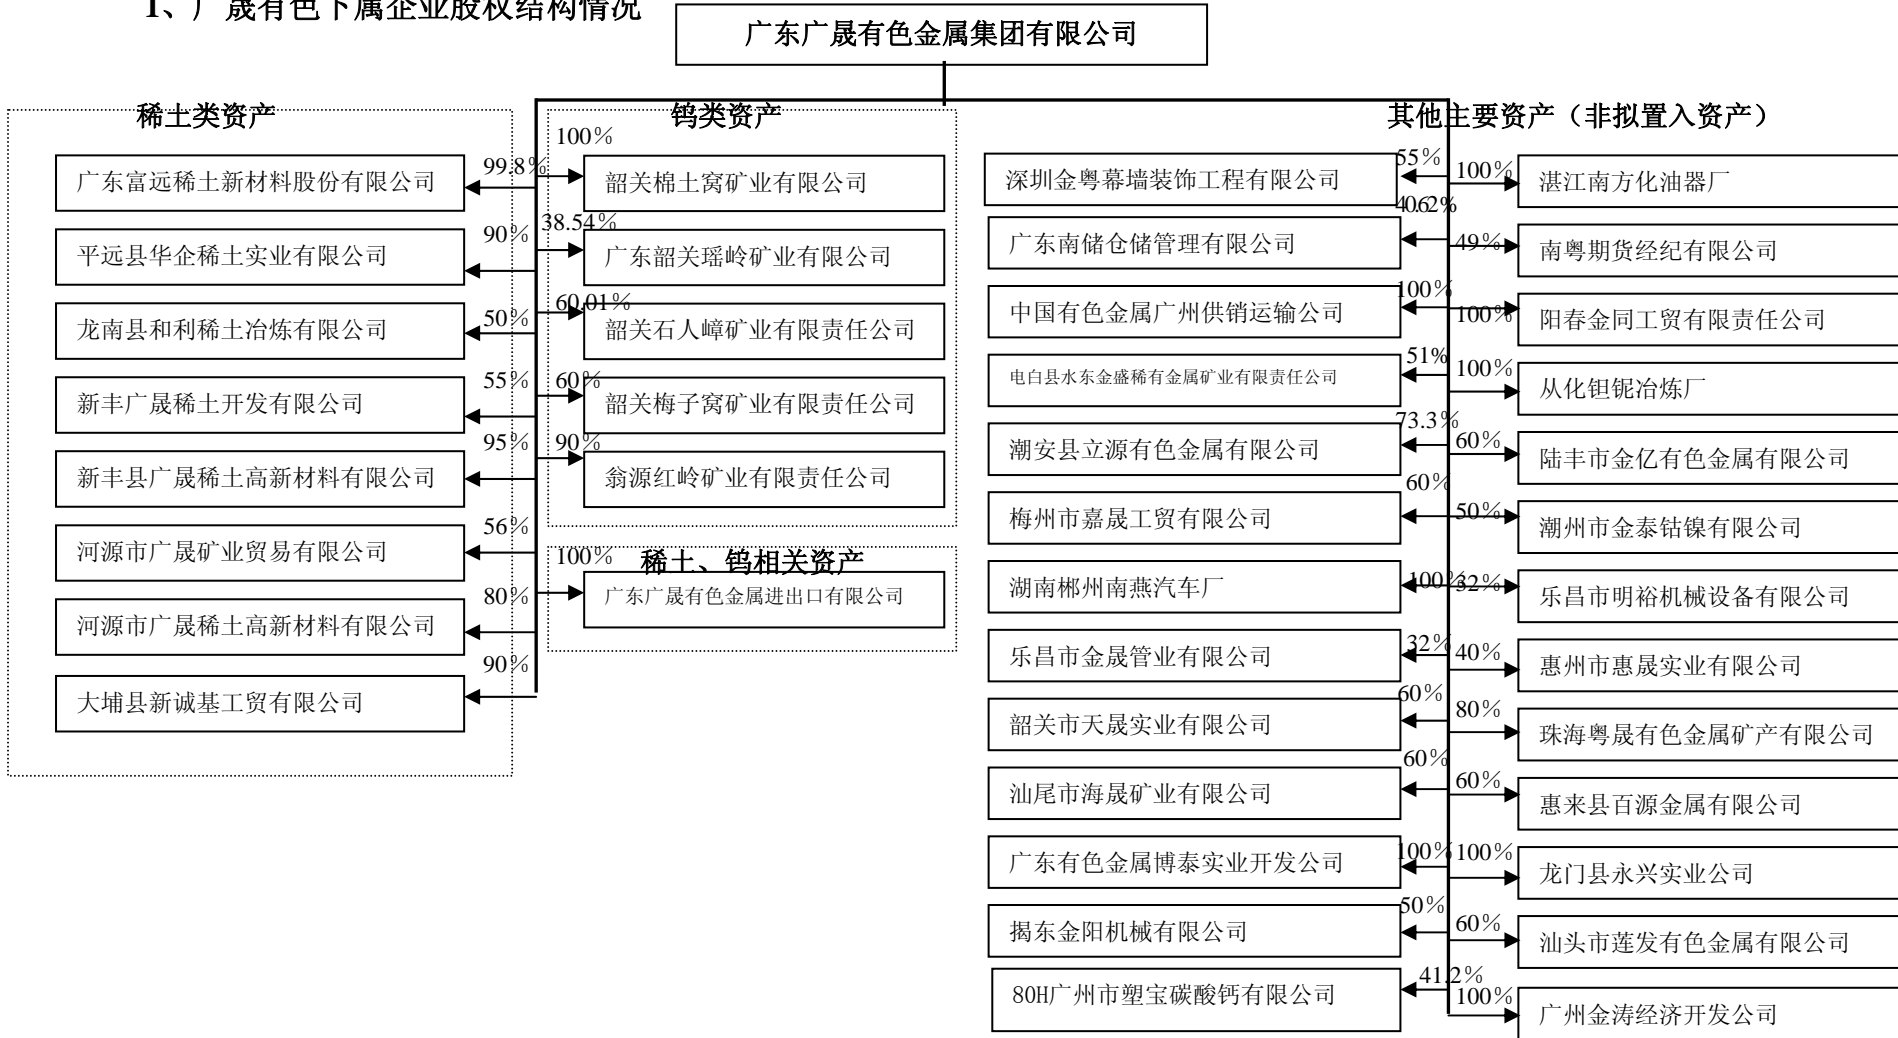 1、广晟有色下属企业股权结构情况
广东广晟有色金属集团有限公司
稀土类资产
99.8%
广东富远稀土新材料股份有限公司
90%
平远县华企稀土实业有限公司
50%
龙南县和利稀土冶炼有限公司
55%
新丰广晟稀土开发有限公司
95%
新丰县广晟稀土高新材料有限公司
56%
河源市广晟矿业贸易有限公司
80%
河源市广晟稀土高新材料有限公司
90%
大埔县新诚基工贸有限公司
钨类资产
100%
韶关棉土窝矿业有限公司
38.54%
广东韶关瑶岭矿业有限公司
60.01%
韶关石人嶂矿业有限责任公司
60%
韶关梅子窝矿业有限责任公司
90%
翁源红岭矿业有限责任公司
稀土、钨相关资产
100%
广东广晟有色金属进出口有限公司
其他主要资产（非拟置入资产）
55%
深圳金粤幕墙装饰工程有限公司
40.62%
广东南储仓储管理有限公司
100%
中国有色金属广州供销运输公司
51%
电白县水东金盛稀有金属矿业有限责任公司
73.3%
潮安县立源有色金属有限公司
60%
梅州市嘉晟工贸有限公司
100%
湖南郴州南燕汽车厂
32%
乐昌市金晟管业有限公司
60%
韶关市天晟实业有限公司
60%
汕尾市海晟矿业有限公司
100%
广东有色金属博泰实业开发公司
50%
揭东金阳机械有限公司
41.2%
80H广州市塑宝碳酸钙有限公司
100%
湛江南方化油器厂
49%
南粤期货经纪有限公司
100%
阳春金同工贸有限责任公司
100%
从化钽铌冶炼厂
60%
陆丰市金亿有色金属有限公司
50%
潮州市金泰钴镍有限公司
32%
乐昌市明裕机械设备有限公司
40%
惠州市惠晟实业有限公司
80%
珠海粤晟有色金属矿产有限公司
60%
惠来县百源金属有限公司
100%
龙门县永兴实业公司
60%
汕头市莲发有色金属有限公司
100%
广州金涛经济开发公司